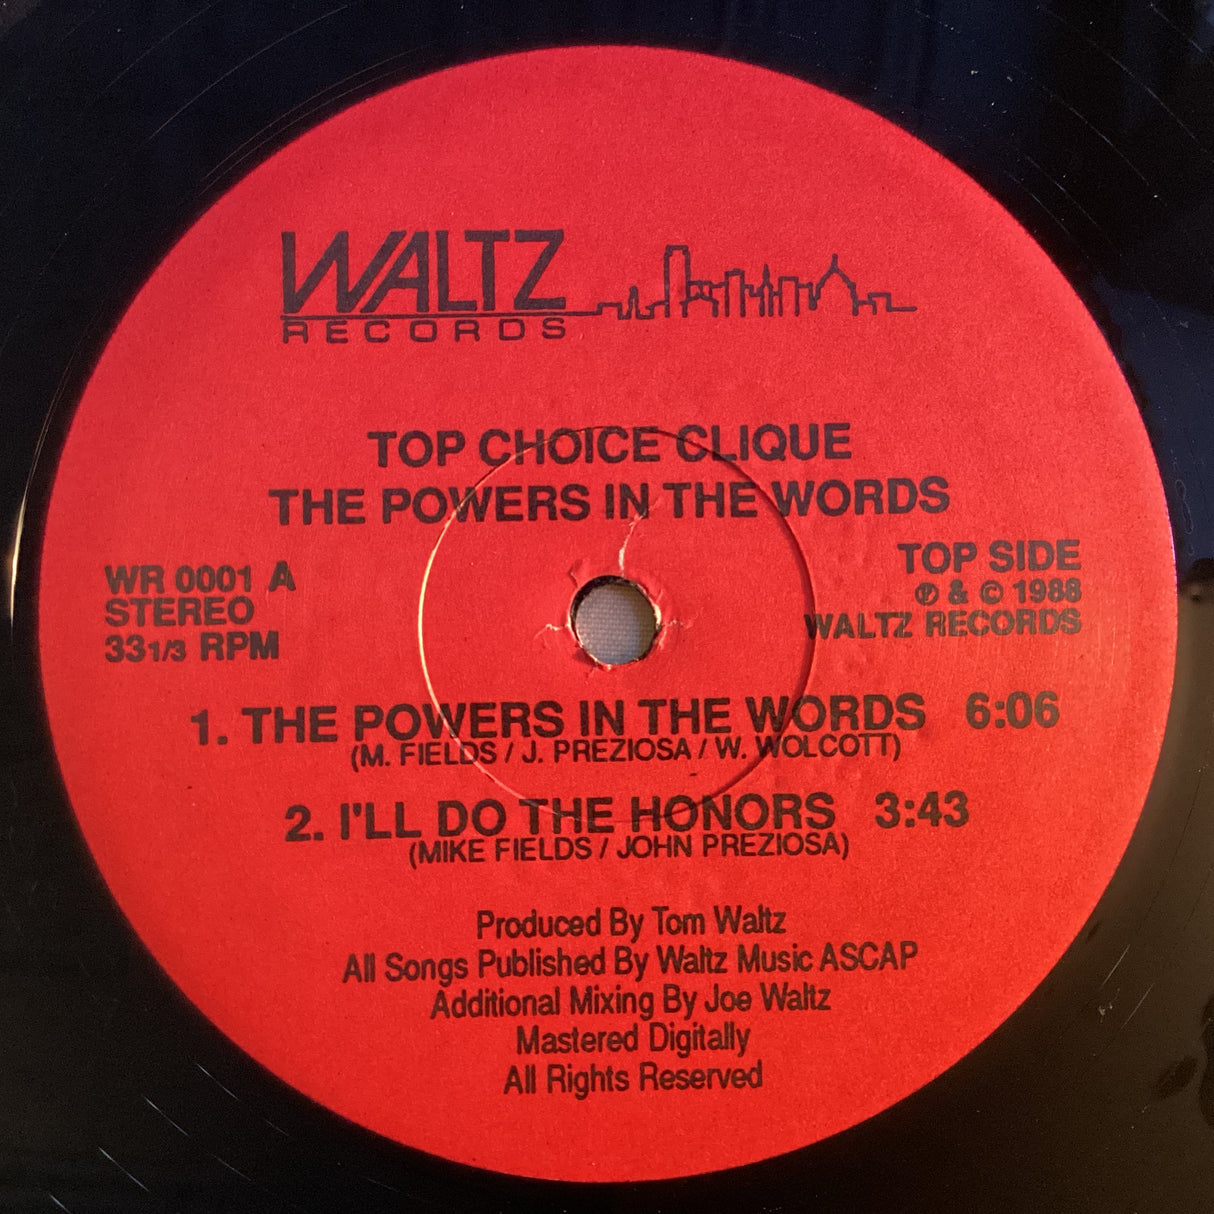 WALTZ
RECORDS
TOP CHOICE CLIQUE
THE POWERS IN THE WORDS
WR 0001 A
STEREO
33 1/3 RPM
TOP SIDE
℗ & © 1988
WALTZ RECORDS
1. THE POWERS IN THE WORDS 6:06
(M. FIELDS / J. PREZIOSA / W. WOLCOTT)
2. I'LL DO THE HONORS 3:43
(MIKE FIELDS / JOHN PREZIOSA)
Produced By Tom Waltz
All Songs Published By Waltz Music ASCAP
Additional Mixing By Joe Waltz
Mastered Digitally
All Rights Reserved